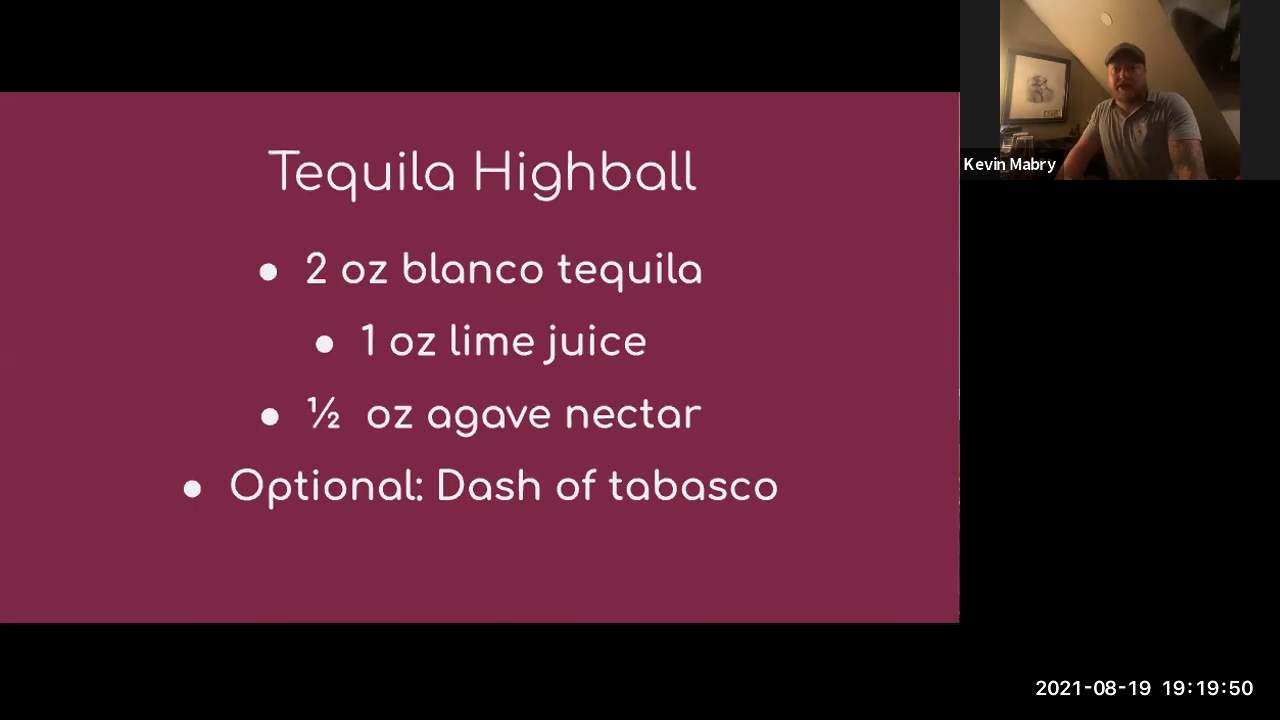 Tequila Highball
● 2 oz blanco tequila
● 1 oz lime juice
● ½ oz agave nectar
● Optional: Dash of tabasco
Kevin Mabry
2021-08-19 19:19:50